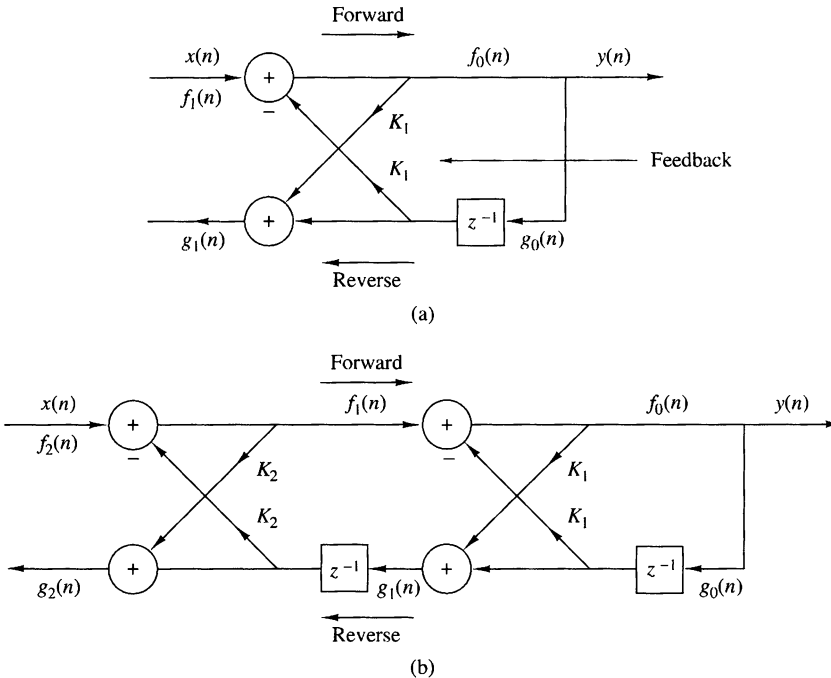 Forward
x(n) f₀(n) y(n)
+
f₁(n) −
K₁
K₁ Feedback
+ z⁻¹
g₁(n) g₀(n)
Reverse
(a)
Forward
x(n) f₁(n) f₀(n) y(n)
+ +
f₂(n) − −
K₂ K₁
K₂ K₁
+ z⁻¹ + z⁻¹
g₂(n) g₁(n) g₀(n)
Reverse
(b)